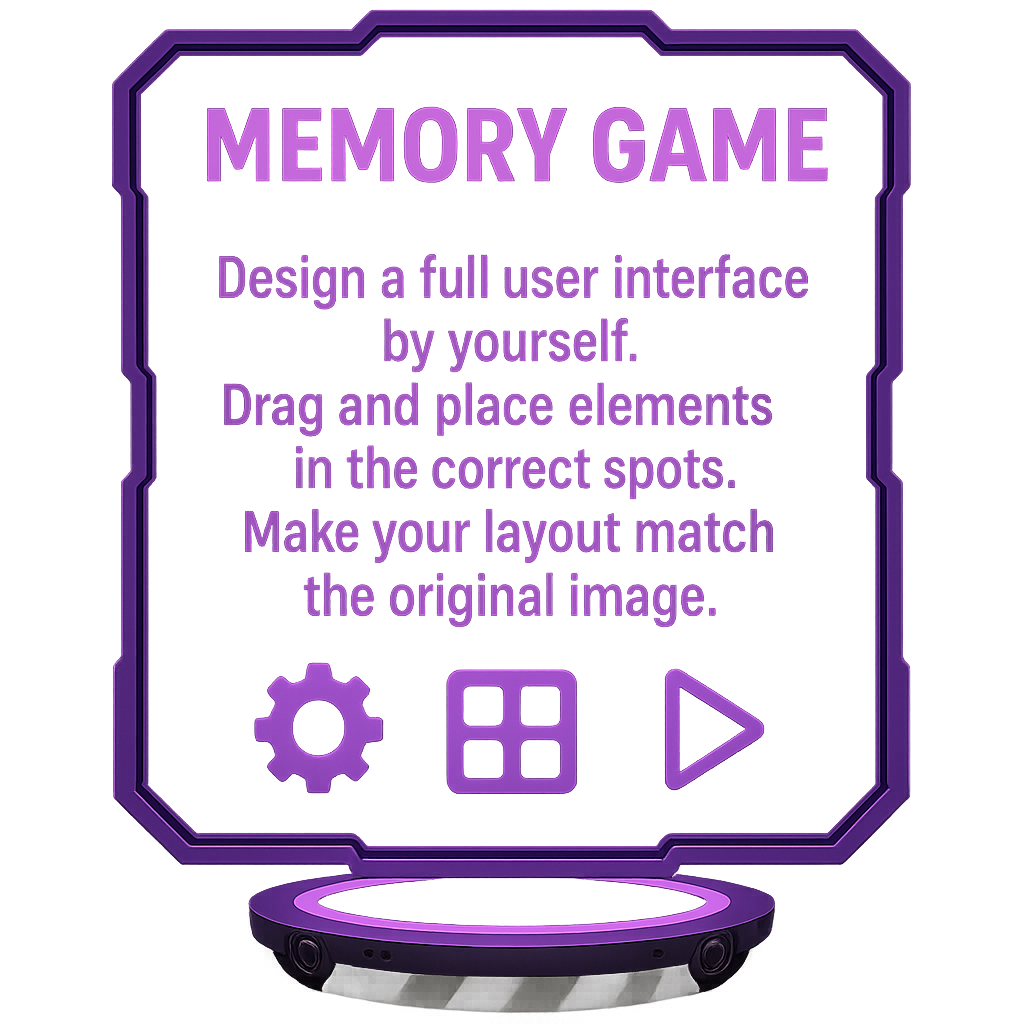 MEMORY GAME
Design a full user interface
by yourself.
Drag and place elements
in the correct spots.
Make your layout match
the original image.